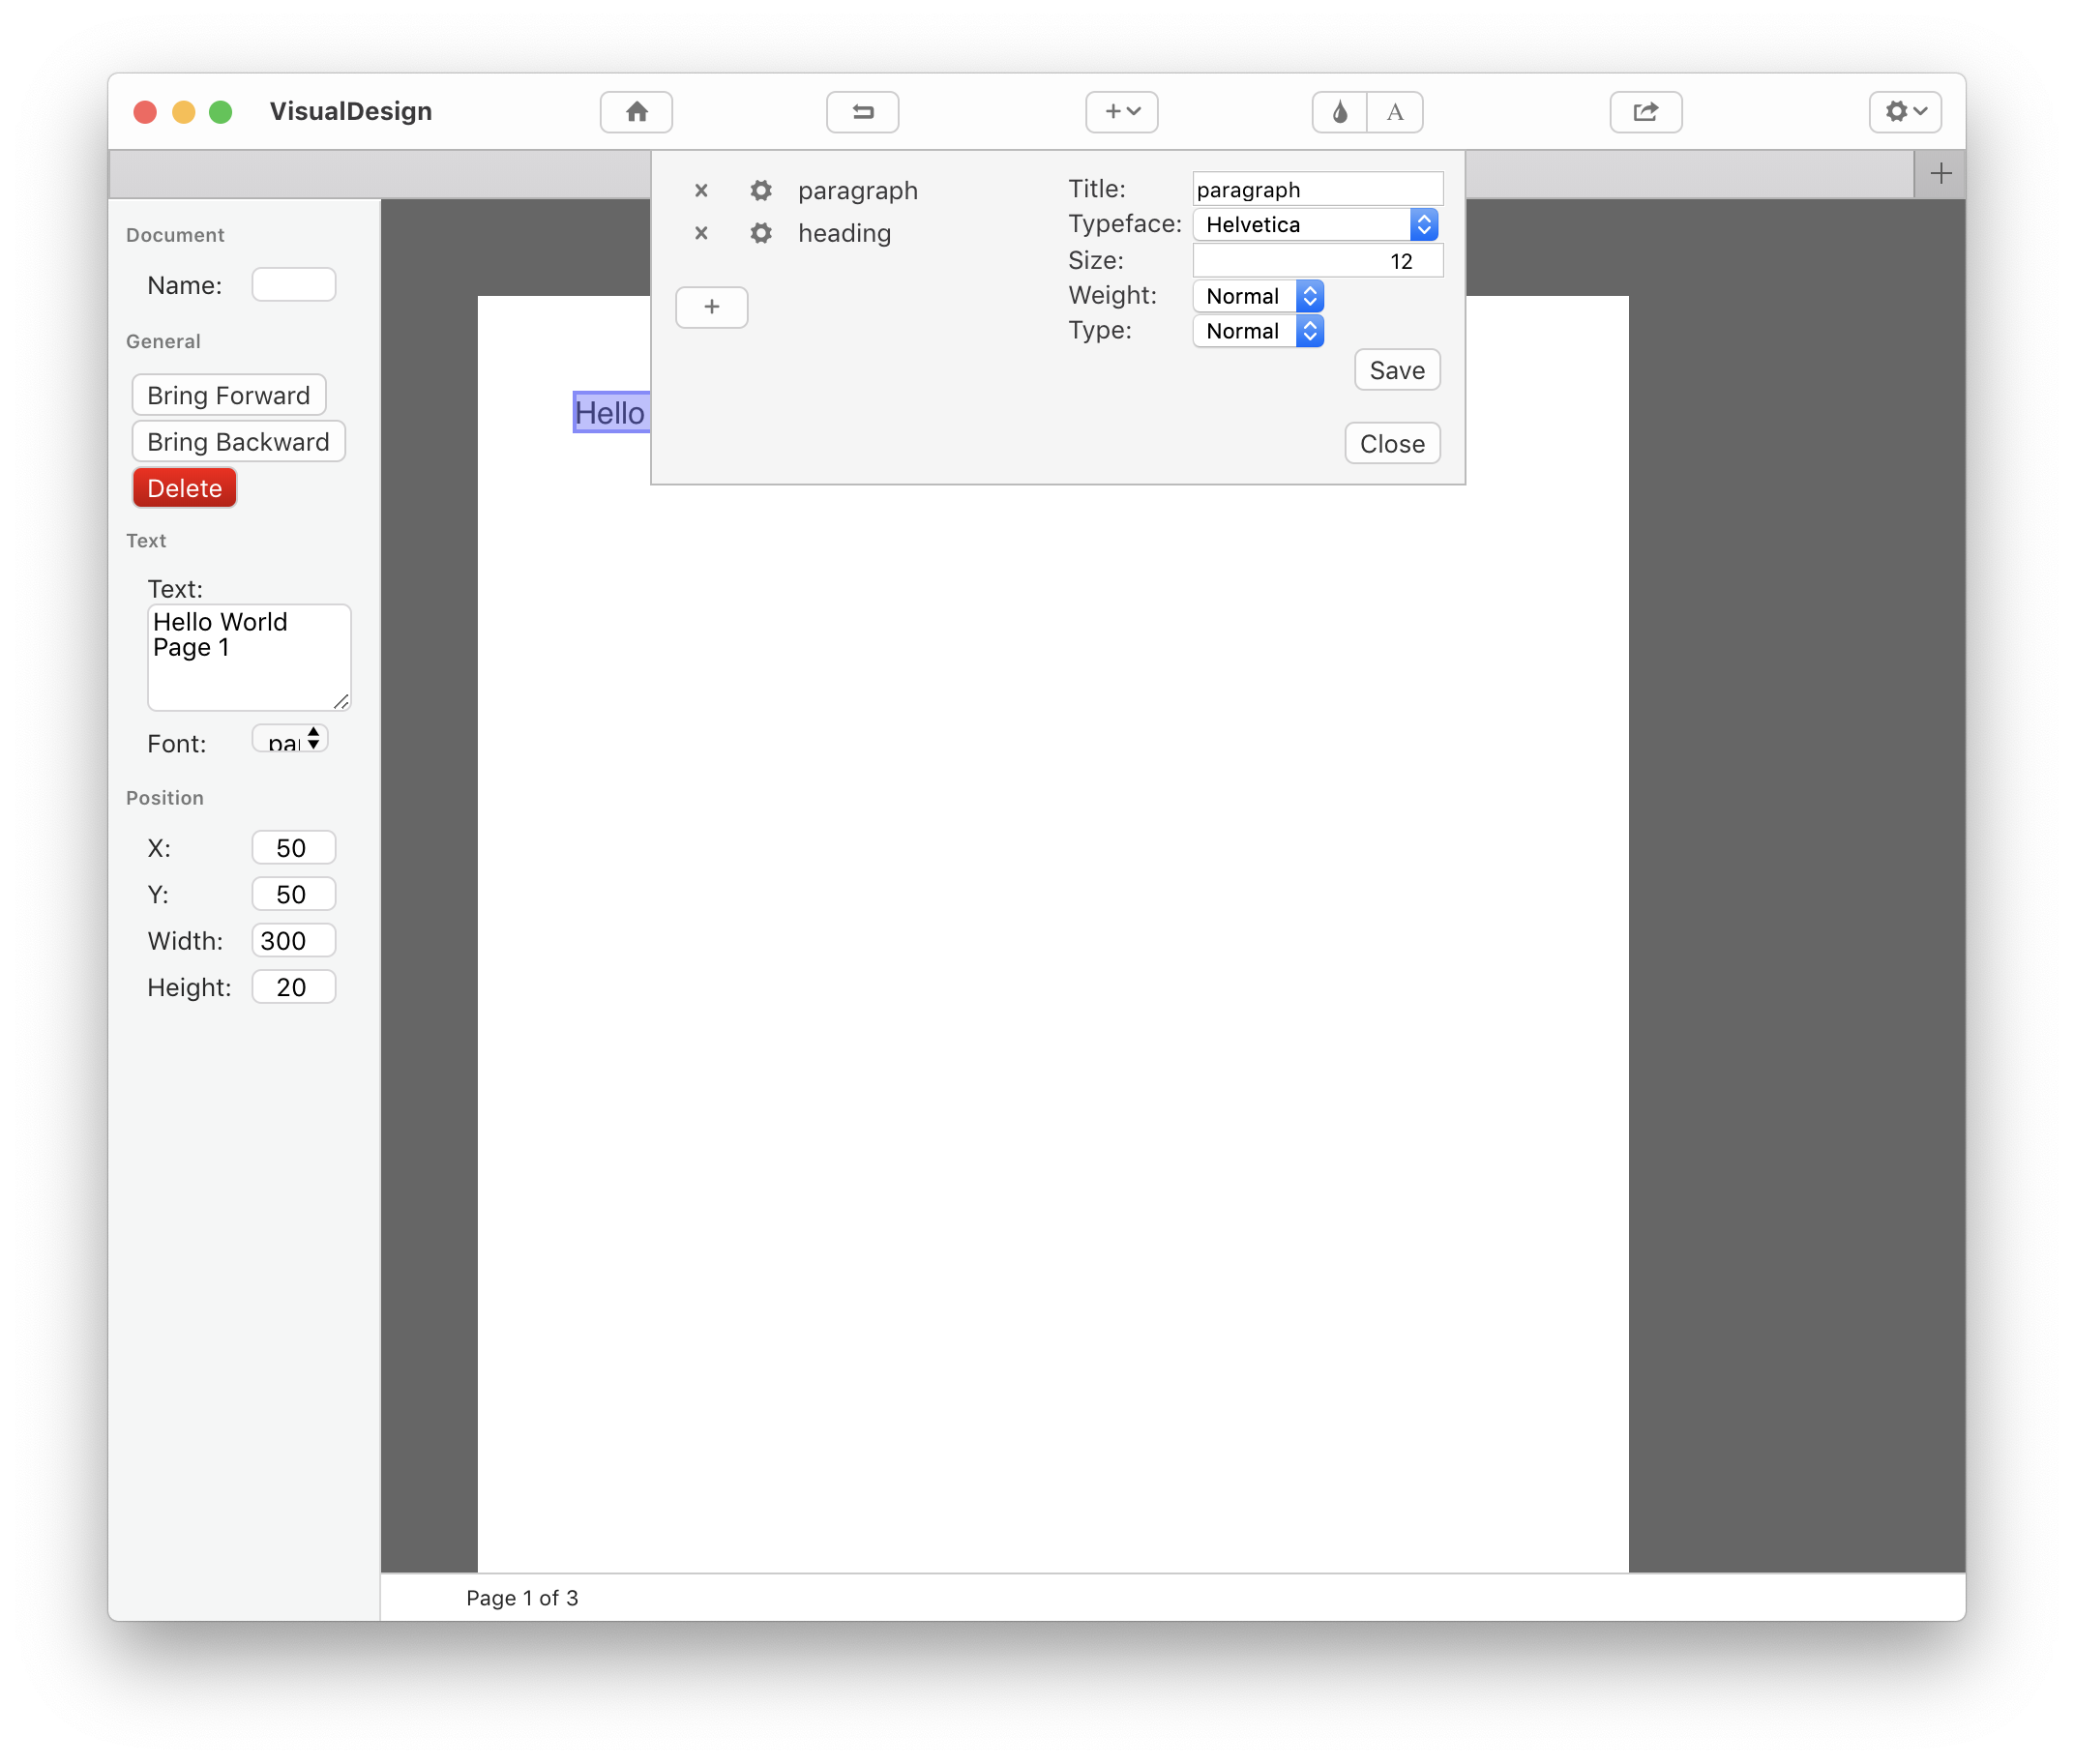 VisualDesign
A
paragraph
heading
+
Title: paragraph
Typeface: Helvetica
Size: 12
Weight: Normal
Type: Normal
Save
Close
Document
Name:
General
Bring Forward
Bring Backward
Delete
Text
Text:
Hello World
Page 1
Font: par
Position
X: 50
Y: 50
Width: 300
Height: 20
Hello
Page 1 of 3